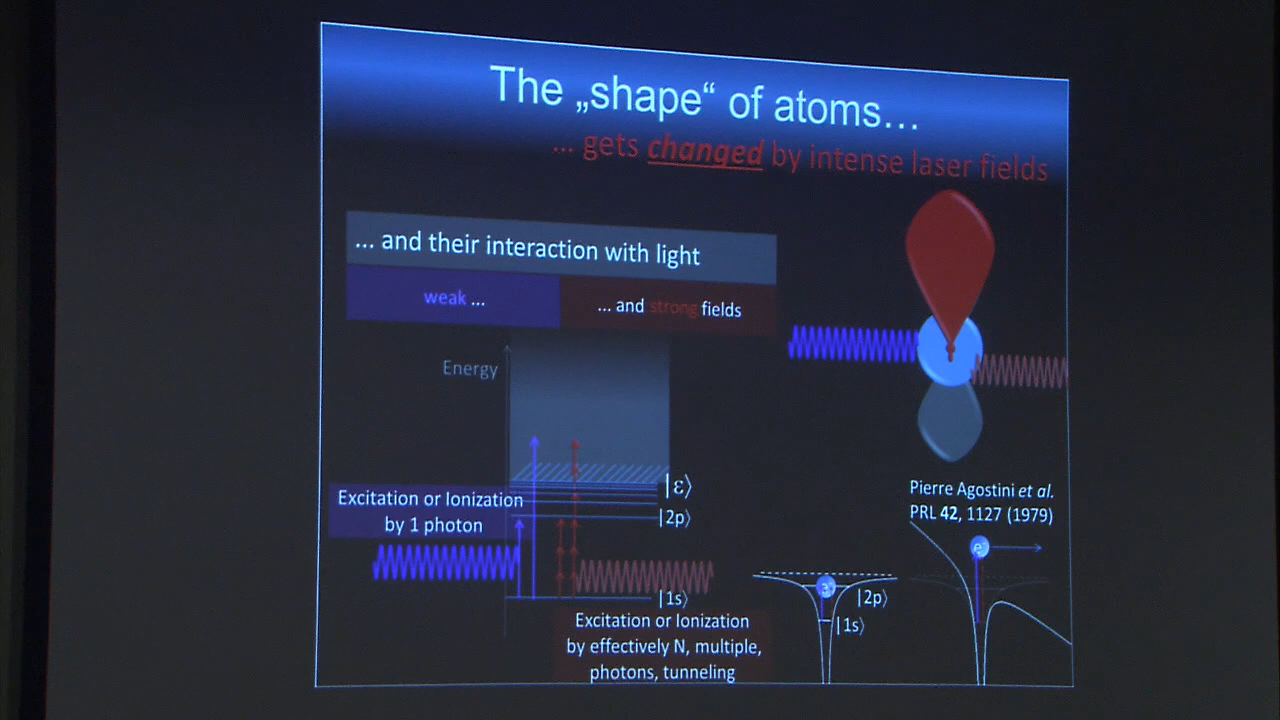 The „shape“ of atoms...
... gets changed by intense laser fields
... and their interaction with light
weak ...
... and strong fields
Energy
|ε⟩
|2p⟩
Excitation or Ionization
by 1 photon
|1s⟩
Excitation or Ionization
by effectively N, multiple,
photons, tunneling
Pierre Agostini et al.
PRL 42, 1127 (1979)
e-
|2p⟩
|1s⟩